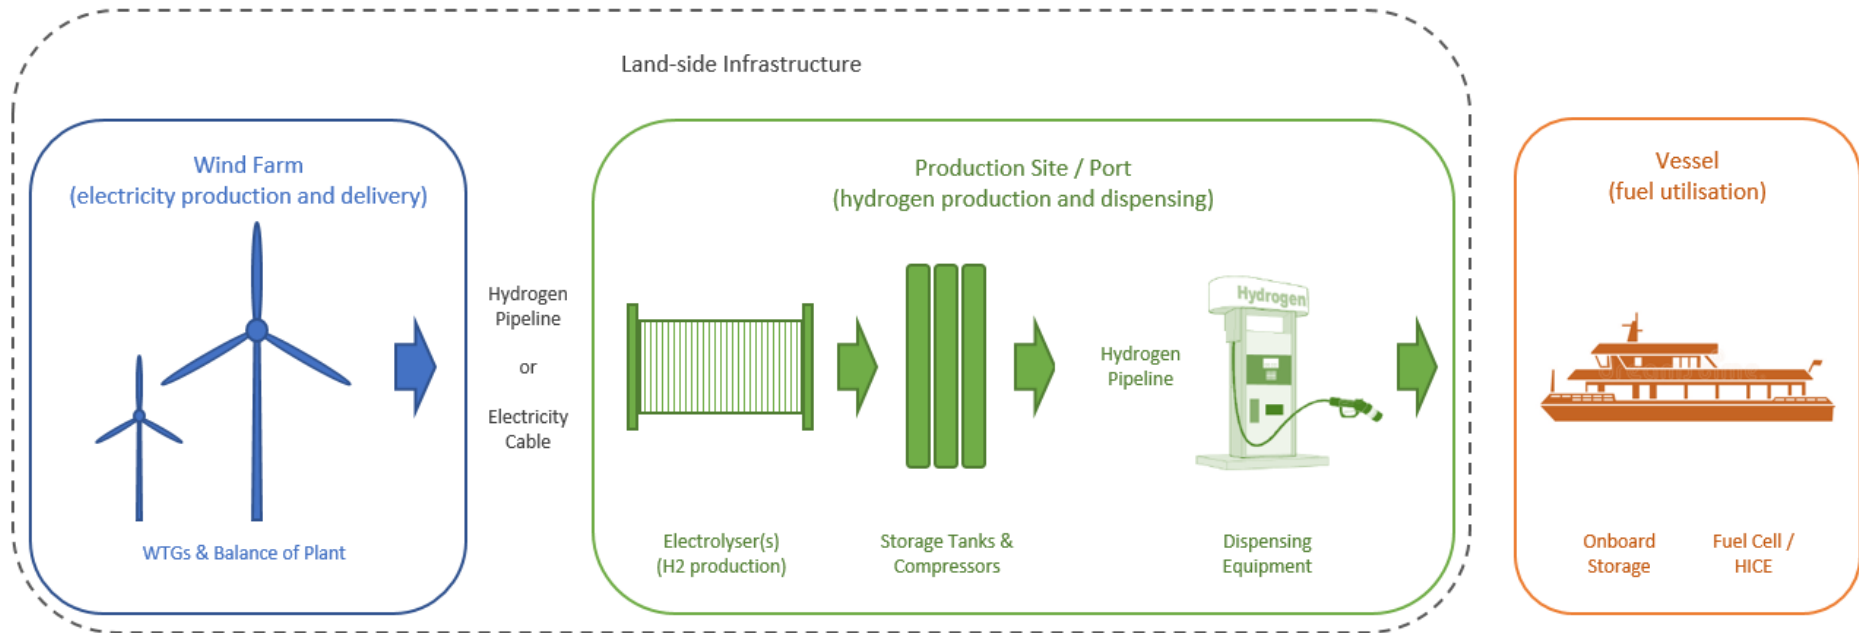 Land-side Infrastructure
Wind Farm
(electricity production and delivery)
WTGs & Balance of Plant
Hydrogen
Pipeline
or
Electricity
Cable
Production Site / Port
(hydrogen production and dispensing)
Electrolyser(s)
(H2 production)
Storage Tanks &
Compressors
Hydrogen
Pipeline
Hydrogen
Dispensing
Equipment
Vessel
(fuel utilisation)
Onboard
Storage
Fuel Cell /
HICE